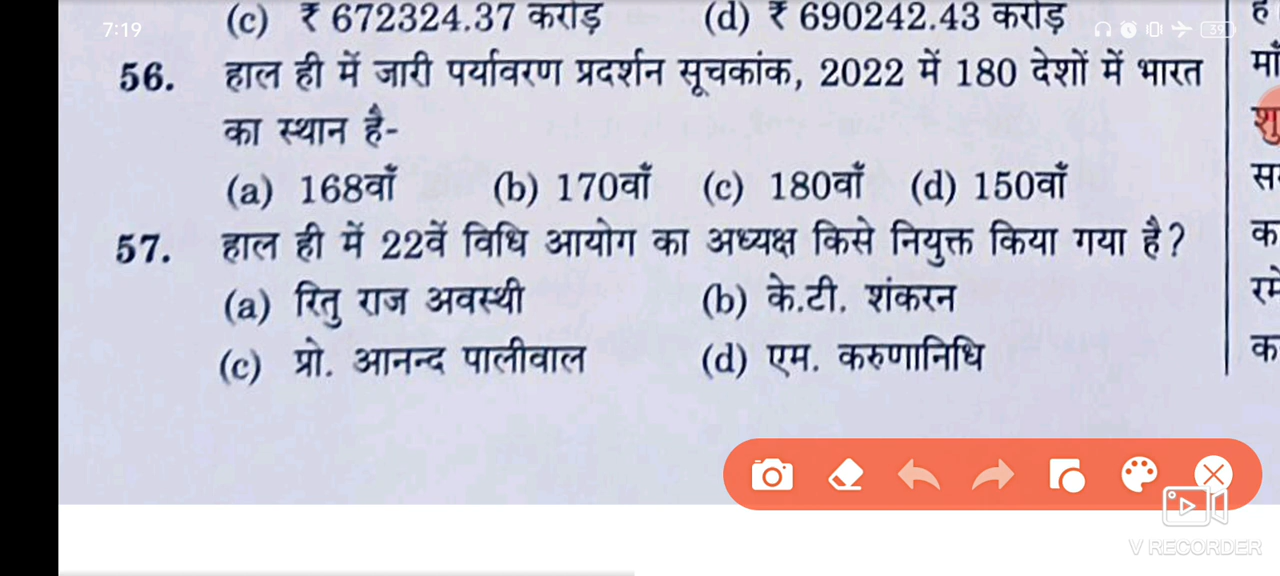 7:19
39
(c) ₹ 672324.37 करोड़ (d) ₹ 690242.43 करोड़
56. हाल ही में जारी पर्यावरण प्रदर्शन सूचकांक, 2022 में 180 देशों में भारत
का स्थान है-
(a) 168वाँ (b) 170वाँ (c) 180वाँ (d) 150वाँ
57. हाल ही में 22वें विधि आयोग का अध्यक्ष किसे नियुक्त किया गया है?
(a) रितु राज अवस्थी (b) के.टी. शंकरन
(c) प्रो. आनन्द पालीवाल (d) एम. करुणानिधि
V RECORDER